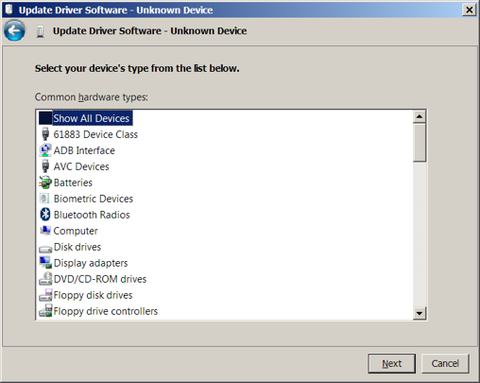 Update Driver Software - Unknown Device
Update Driver Software - Unknown Device
Select your device's type from the list below.
Common hardware types:
Show All Devices
61883 Device Class
ADB Interface
AVC Devices
Batteries
Biometric Devices
Bluetooth Radios
Computer
Disk drives
Display adapters
DVD/CD-ROM drives
Floppy disk drives
Floppy drive controllers
Next
Cancel